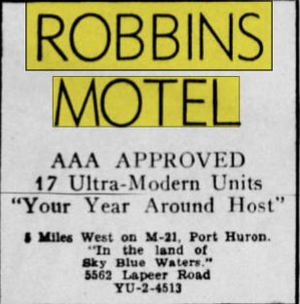 ROBBINS
MOTEL
AAA APPROVED
17 Ultra-Modern Units
"Your Year Around Host"
5 Miles West on M-21, Port Huron.
"In the land of
Sky Blue Waters."
5562 Lapeer Road
YU-2-4513